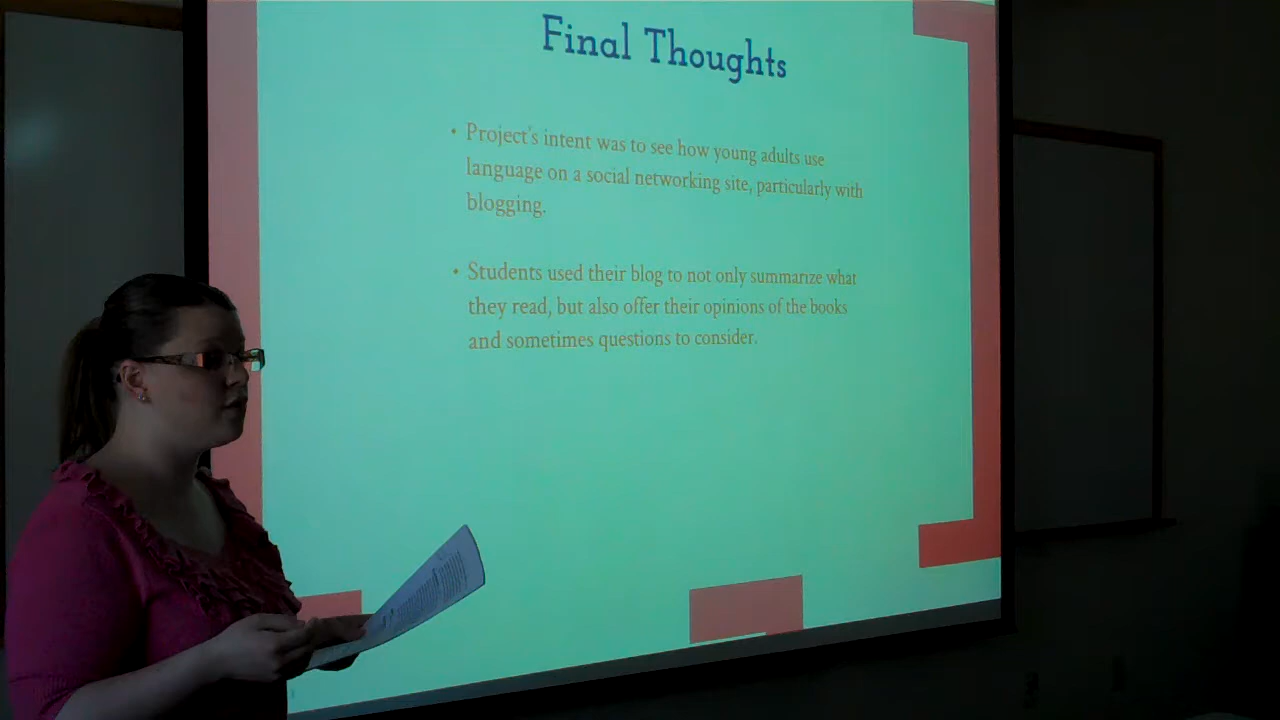 Final Thoughts
• Project's intent was to see how young adults use
language on a social networking site, particularly with
blogging.
• Students used their blog to not only summarize what
they read, but also offer their opinions of the books
and sometimes questions to consider.